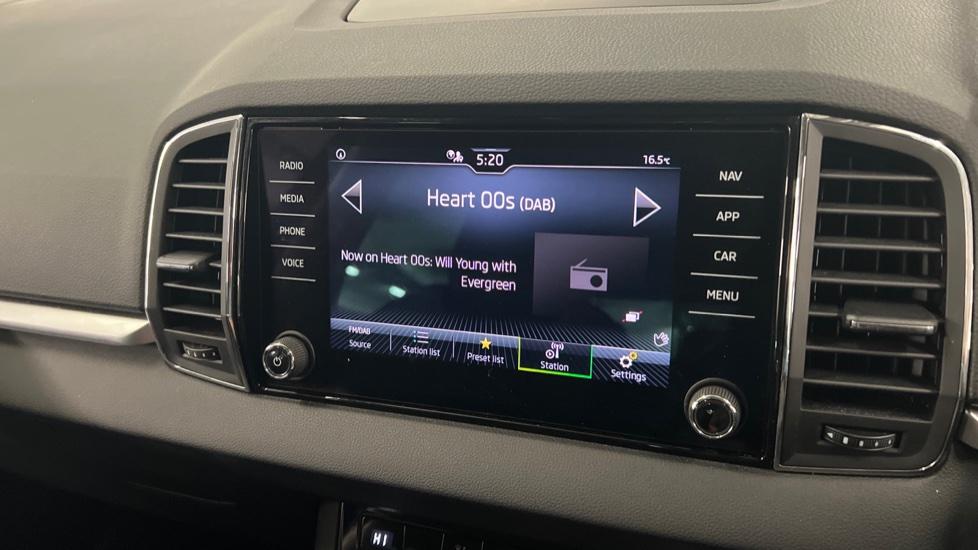 RADIO
MEDIA
PHONE
VOICE
5:20
16.5°C
Heart 00s (DAB)
Now on Heart 00s: Will Young with
Evergreen
FM/DAB
Source
Station list
Preset list
Station
Settings
NAV
APP
CAR
MENU
HI